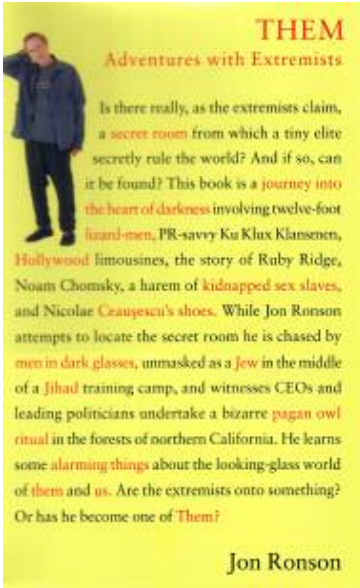 THEM
Adventures with Extremists
Is there really, as the extremists claim,
a secret room from which a tiny elite
secretly rule the world? And if so, can
it be found? This book is a journey into
the heart of darkness involving twelve-foot
lizard-men, PR-savvy Ku Klux Klansmen,
Hollywood limousines, the story of Ruby Ridge,
Noam Chomsky, a harem of kidnapped sex slaves,
and Nicolae Ceauşescu's shoes. While Jon Ronson
attempts to locate the secret room he is chased by
men in dark glasses, unmasked as a Jew in the middle
of a Jihad training camp, and witnesses CEOs and
leading politicians undertake a bizarre pagan owl
ritual in the forests of northern California. He learns
some alarming things about the looking-glass world
of them and us. Are the extremists onto something?
Or has he become one of Them?
Jon Ronson